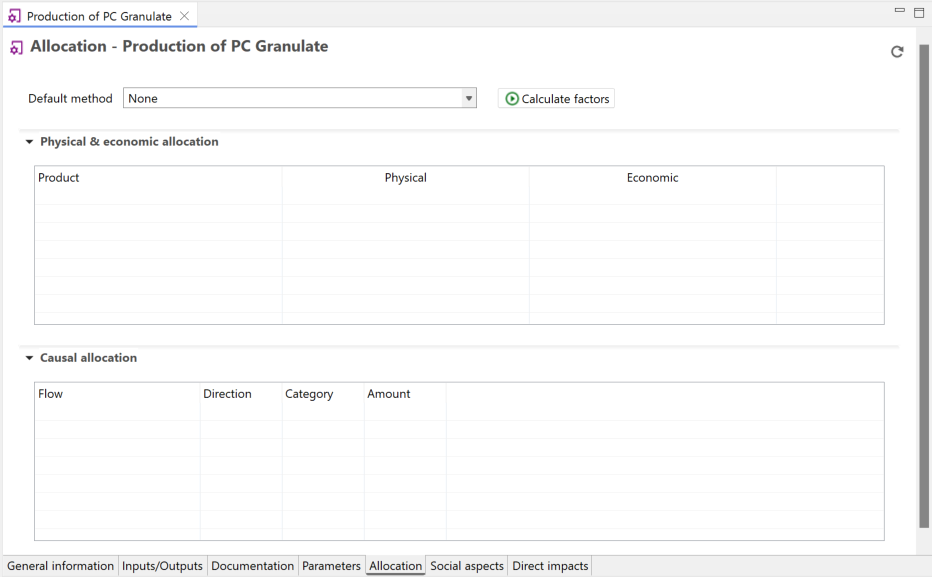 Production of PC Granulate
Allocation - Production of PC Granulate
Default method None Calculate factors
Physical & economic allocation
Product Physical Economic
Causal allocation
Flow Direction Category Amount
General information Inputs/Outputs Documentation Parameters Allocation Social aspects Direct impacts